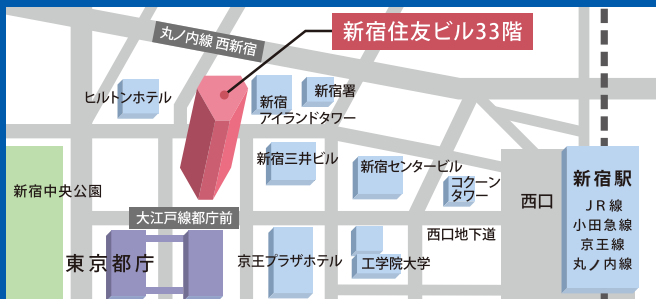 丸ノ内線 西新宿
新宿住友ビル33階
ヒルトンホテル
新宿
アイランドタワー
新宿署
新宿三井ビル
新宿センタービル
コクーン
タワー
新宿中央公園
大江戸線都庁前
東京都庁
京王プラザホテル
工学院大学
西口地下道
西口
新宿駅
JR線
小田急線
京王線
丸ノ内線